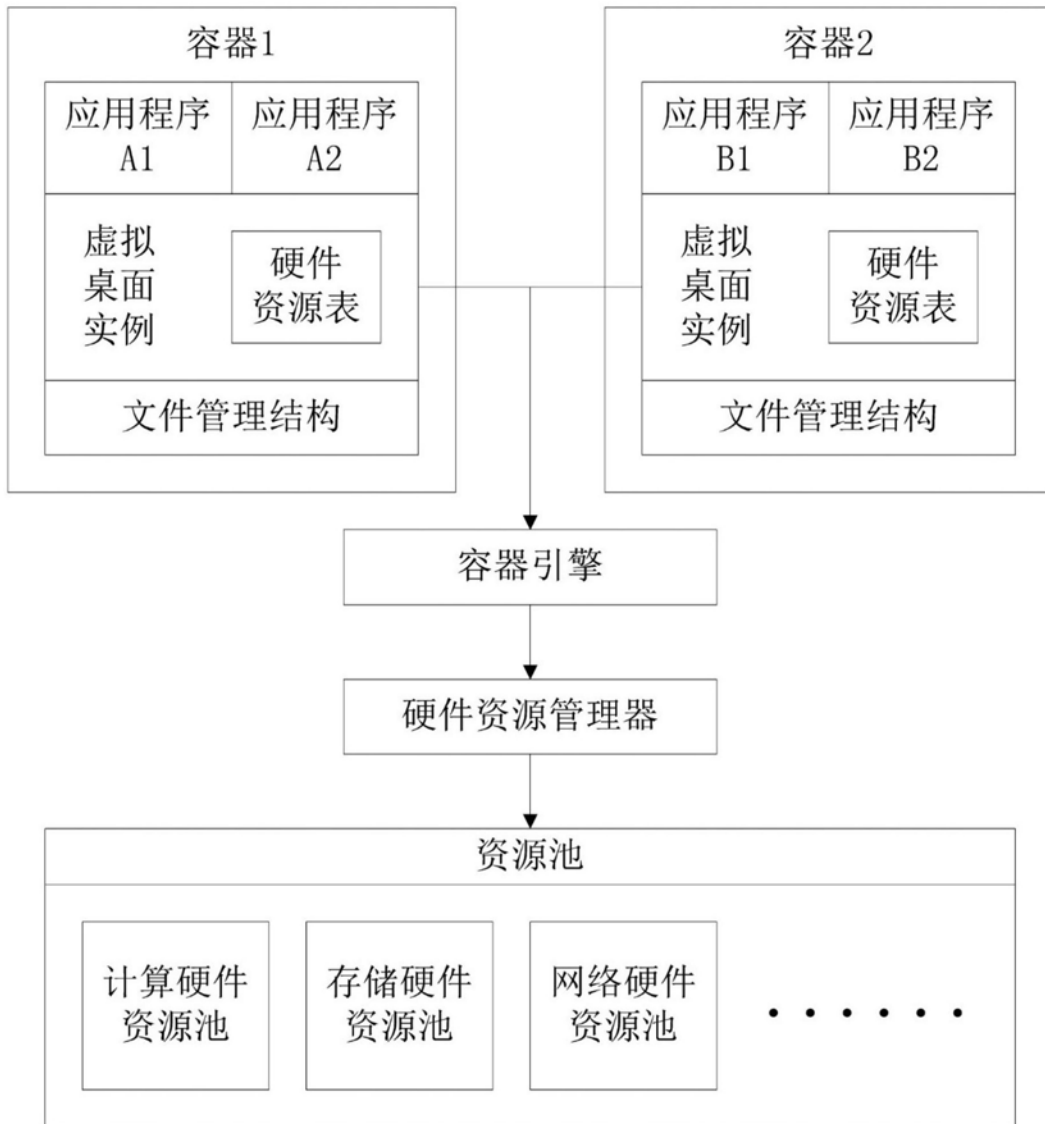 容器1
应用程序
A1
应用程序
A2
虚拟
桌面
实例
硬件
资源表
文件管理结构
容器2
应用程序
B1
应用程序
B2
虚拟
桌面
实例
硬件
资源表
文件管理结构
容器引擎
硬件资源管理器
资源池
计算硬件
资源池
存储硬件
资源池
网络硬件
资源池
······